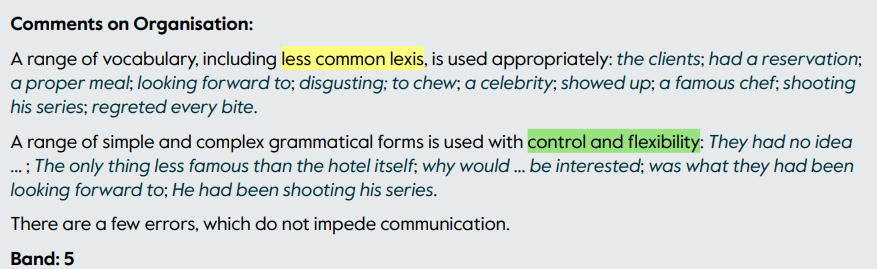 Comments on Organisation:
A range of vocabulary, including less common lexis, is used appropriately: the clients; had a reservation;
a proper meal; looking forward to; disgusting; to chew; a celebrity; showed up; a famous chef; shooting
his series; regretted every bite.
A range of simple and complex grammatical forms is used with control and flexibility: They had no idea
... ; The only thing less famous than the hotel itself; why would ... be interested; was what they had been
looking forward to; He had been shooting his series.
There are a few errors, which do not impede communication.
Band: 5